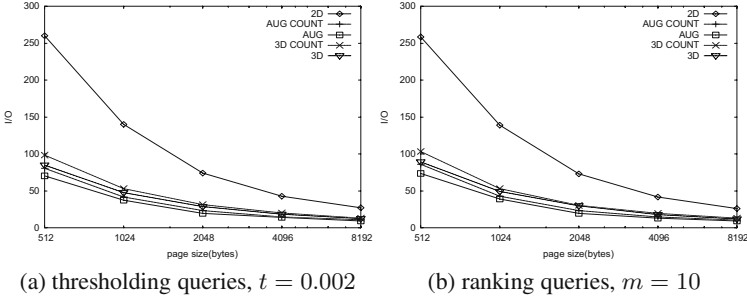 300
250
200
150
100
50
0
I/O
512 1024 2048 4096 8192
page size(bytes)
2D
AUG COUNT
AUG
3D COUNT
3D
(a) thresholding queries, t = 0.002
300
250
200
150
100
50
0
I/O
512 1024 2048 4096 8192
page size(bytes)
2D
AUG COUNT
AUG
3D COUNT
3D
(b) ranking queries, m = 10